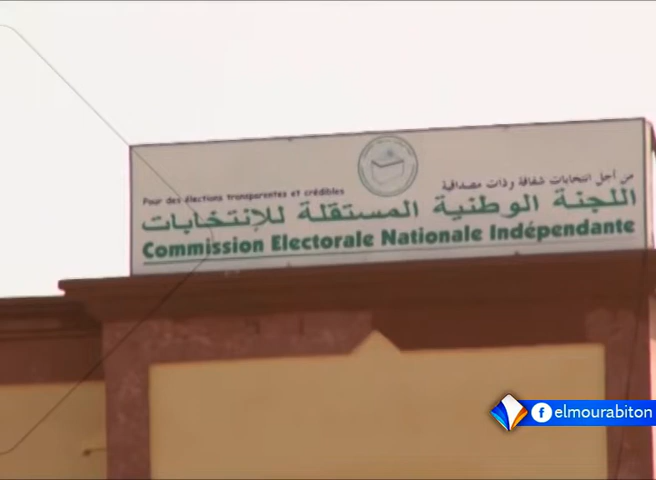 Pour des élections transparentes et crédibles
من أجل انتخابات شفافة وذات مصداقية
اللجنة الوطنية المستقلة للإنتخابات
Commission Electorale Nationale Indépendante
elmourabiton